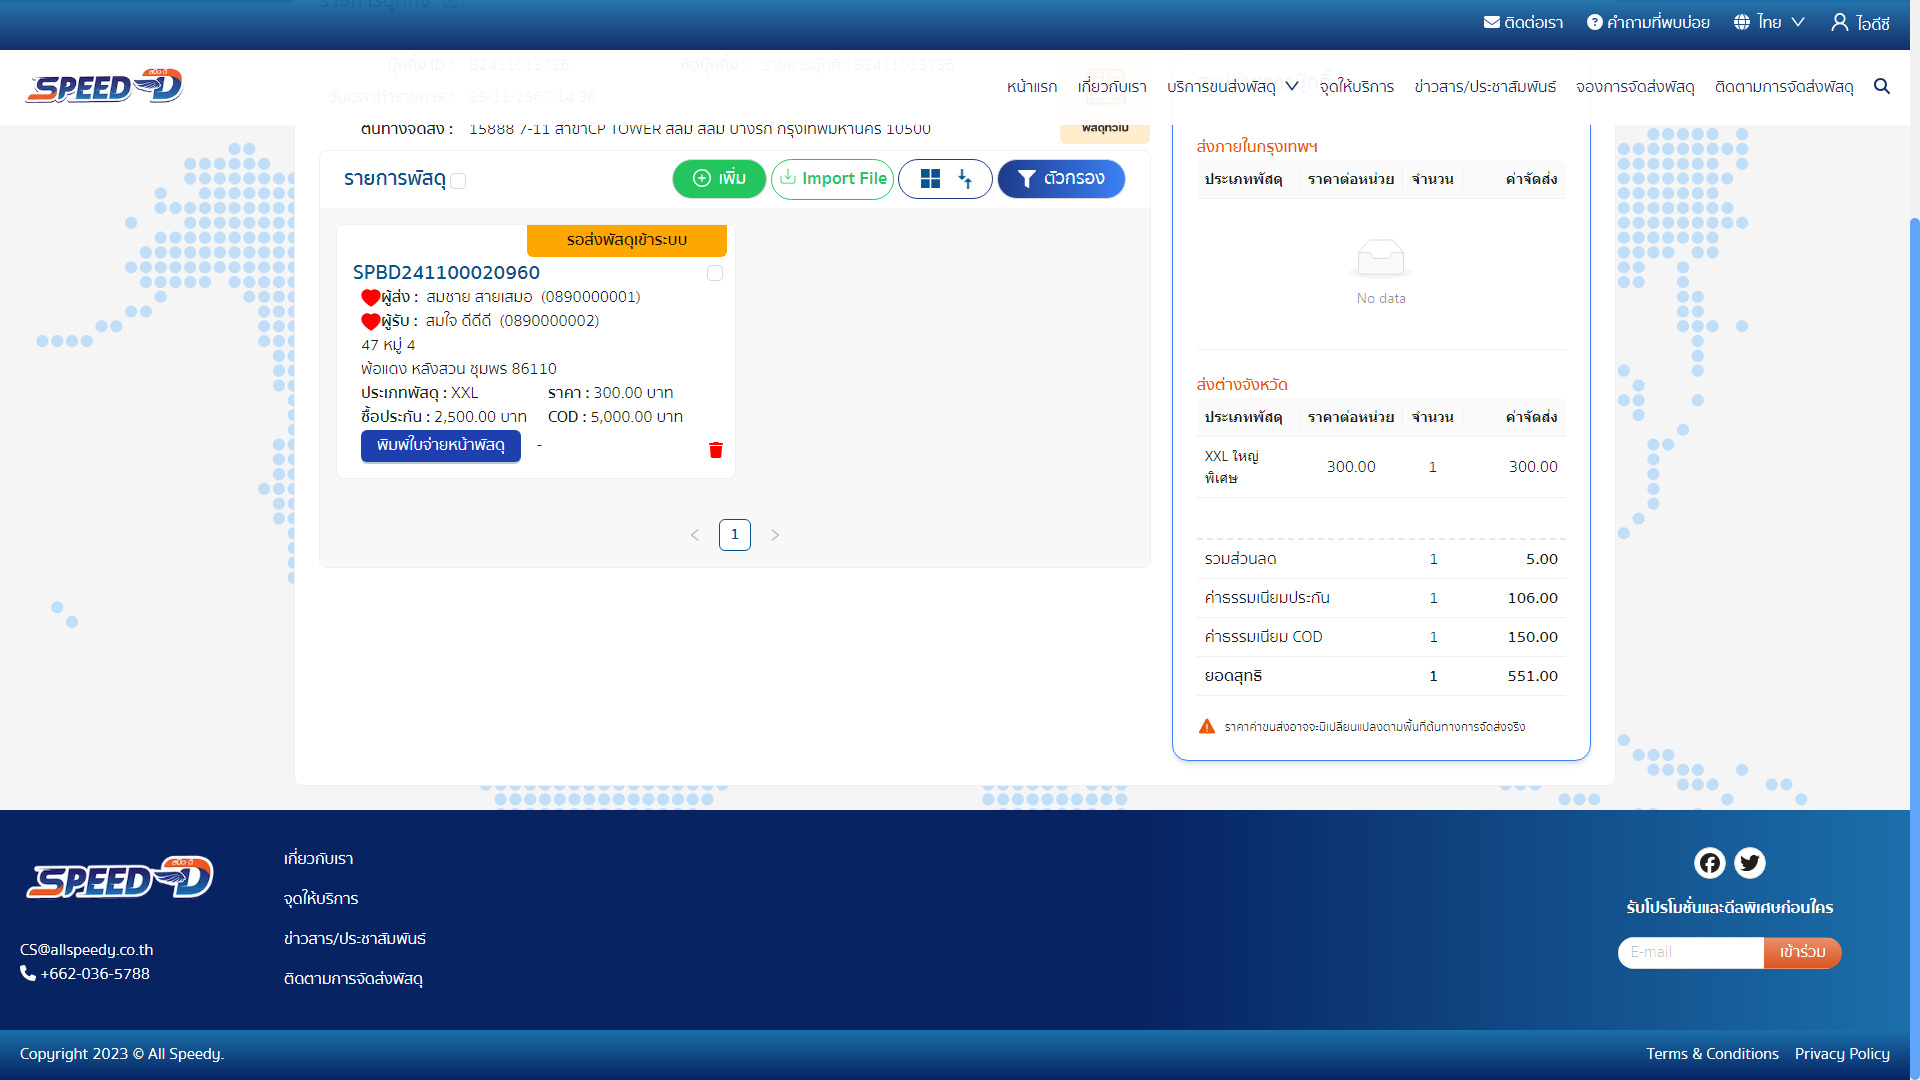 ติดต่อเรา
คำถามที่พบบ่อย
ไทย
ไอดีซี
สปีด-ดี
SPEED-D
หน้าแรก
เกี่ยวกับเรา
บริการขนส่งพัสดุ
จุดให้บริการ
ข่าวสาร/ประชาสัมพันธ์
จองการจัดส่งพัสดุ
ติดตามการจัดส่งพัสดุ
บุ๊คกิ้ง ID : B2411013736
ชื่อบุ๊คกิ้ง : รายการบุ๊กกิ้ง B2411013736
วันเวลาทำรายการ : 25-11-2567 14:36
ต้นทางจัดส่ง : 15888 7-11 สาขาCP TOWER สีลม สีลม บางรัก กรุงเทพมหานคร 10500
พัสดุทั่วไป
รายการพัสดุ
เพิ่ม
Import File
ตัวกรอง
รอส่งพัสดุเข้าระบบ
SPBD241100020960
ผู้ส่ง : สมชาย สายเสมอ (0890000001)
ผู้รับ : สมใจ ดีดีดี (0890000002)
47 หมู่ 4
พ้อแดง หลังสวน ชุมพร 86110
ประเภทพัสดุ : XXL ราคา : 300.00 บาท
ซื้อประกัน : 2,500.00 บาท COD : 5,000.00 บาท
พิมพ์ใบจ่ายหน้าพัสดุ -
< 1 >
ส่งภายในกรุงเทพฯ
ประเภทพัสดุ ราคาต่อหน่วย จำนวน ค่าจัดส่ง
No data
ส่งต่างจังหวัด
ประเภทพัสดุ ราคาต่อหน่วย จำนวน ค่าจัดส่ง
XXL ใหญ่พิเศษ 300.00 1 300.00
รวมส่วนลด 1 5.00
ค่าธรรมเนียมประกัน 1 106.00
ค่าธรรมเนียม COD 1 150.00
ยอดสุทธิ 1 551.00
ราคาค่าขนส่งอาจจะมีเปลี่ยนแปลงตามพื้นที่ต้นทางการจัดส่งจริง
สปีด-ดี
SPEED-D
CS@allspeedy.co.th
+662-036-5788
เกี่ยวกับเรา
จุดให้บริการ
ข่าวสาร/ประชาสัมพันธ์
ติดตามการจัดส่งพัสดุ
รับโปรโมชั่นและดีลพิเศษก่อนใคร
E-mail
เข้าร่วม
Copyright 2023 © All Speedy.
Terms & Conditions
Privacy Policy